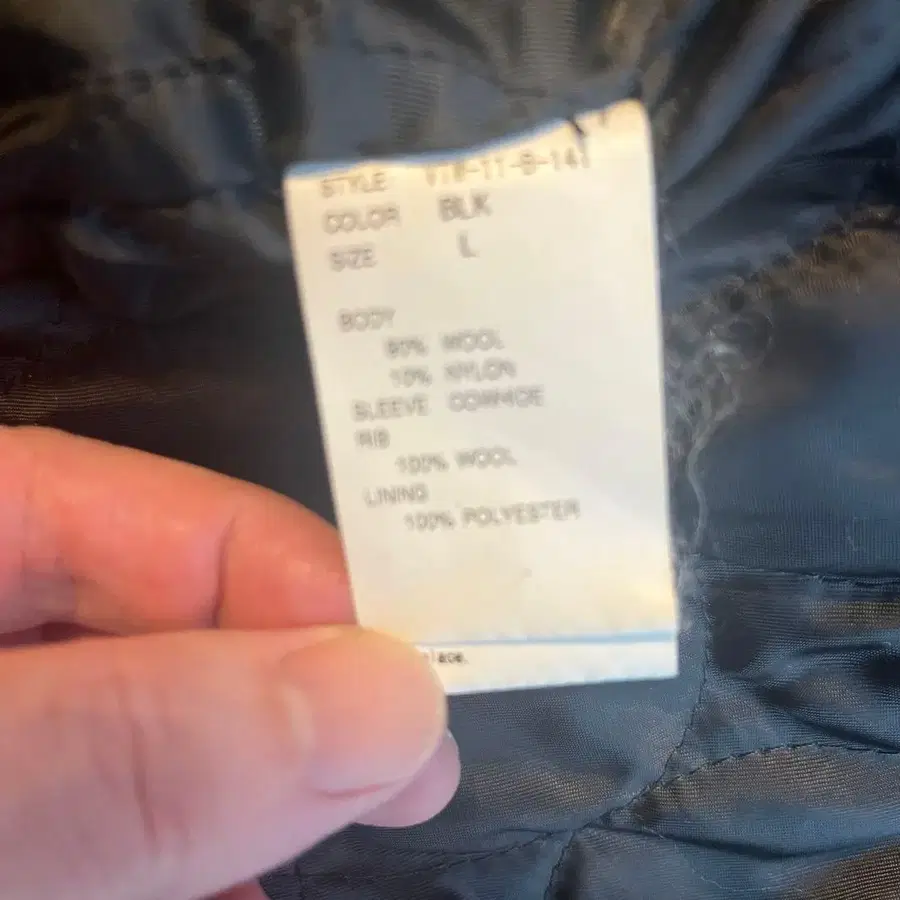 STYLE
COLOR BLK
SIZE L
BODY
90% WOOL
10% NYLON
SLEEVE COWHIDE
RIB
100% WOOL
LINING
100% POLYESTER